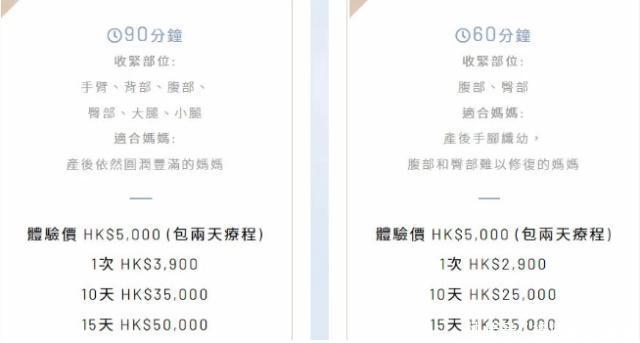 90分鐘
收緊部位:
手臂、背部、腹部、
臀部、大腿、小腿
適合媽媽:
產後依然圓潤豐滿的媽媽
體驗價 HK$5,000 (包兩天療程)
1次 HK$3,900
10天 HK$35,000
15天 HK$50,000
60分鐘
收緊部位:
腹部、臀部
適合媽媽:
產後手腳纖幼，
腹部和臀部難以修復的媽媽
體驗價 HK$5,000 (包兩天療程)
1次 HK$2,900
10天 HK$25,000
15天 HK$35,000